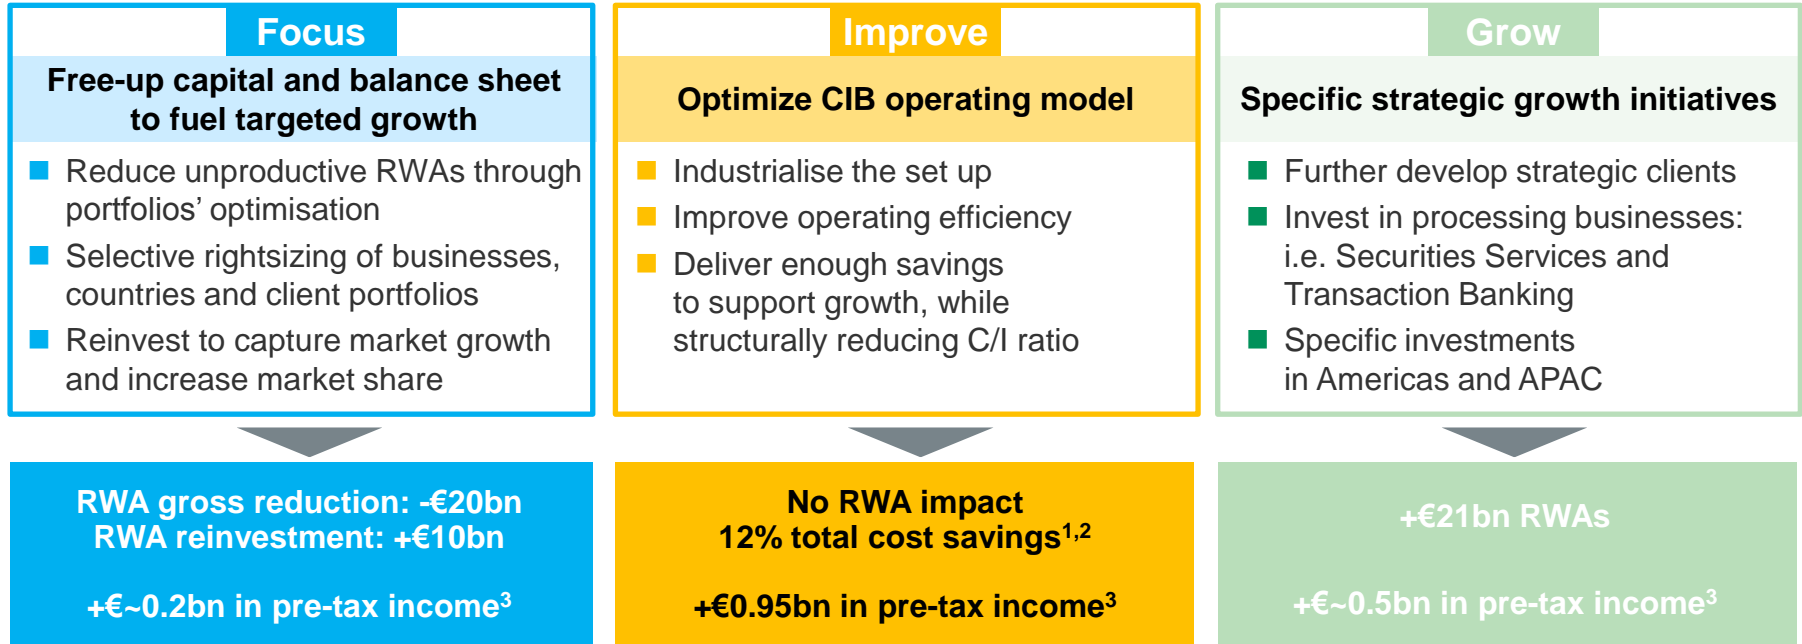 Focus
Free-up capital and balance sheet
to fuel targeted growth
■ Reduce unproductive RWAs through
portfolios’ optimisation
■ Selective rightsizing of businesses,
countries and client portfolios
■ Reinvest to capture market growth
and increase market share
RWA gross reduction: -€20bn
RWA reinvestment: +€10bn
+€~0.2bn in pre-tax income³
Improve
Optimize CIB operating model
■ Industrialise the set up
■ Improve operating efficiency
■ Deliver enough savings
to support growth, while
structurally reducing C/I ratio
No RWA impact
12% total cost savings¹,²
+€0.95bn in pre-tax income³
Grow
Specific strategic growth initiatives
■ Further develop strategic clients
■ Invest in processing businesses:
i.e. Securities Services and
Transaction Banking
■ Specific investments
in Americas and APAC
+€21bn RWAs
+€~0.5bn in pre-tax income³